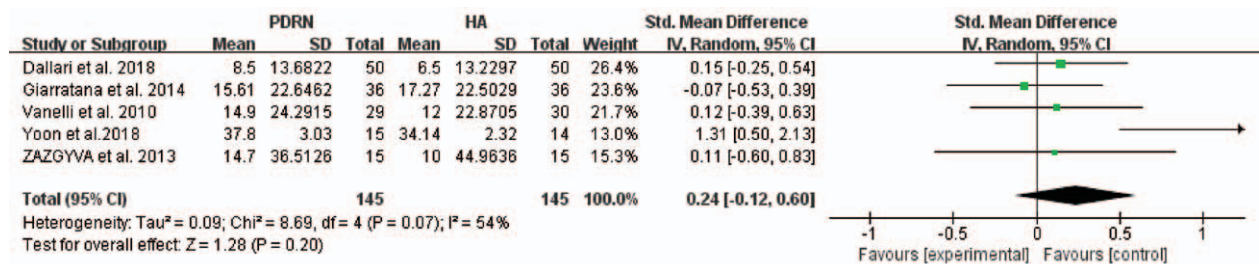 PDRN HA Std. Mean Difference Std. Mean Difference
Study or Subgroup Mean SD Total Mean SD Total Weight IV, Random, 95% CI IV, Random, 95% CI
Dallari et al. 2018 8.5 13.6822 50 6.5 13.2297 50 26.4% 0.15 [-0.25, 0.54]
Giarratana et al. 2014 15.61 22.6462 36 17.27 22.5029 36 23.6% -0.07 [-0.53, 0.39]
Vanelli et al. 2010 14.9 24.2915 29 12 22.8705 30 21.7% 0.12 [-0.39, 0.63]
Yoon et al.2018 37.8 3.03 15 34.14 2.32 14 13.0% 1.31 [0.50, 2.13]
ZAZGYVA et al. 2013 14.7 36.5126 15 10 44.9636 15 15.3% 0.11 [-0.60, 0.83]
Total (95% CI) 145 145 100.0% 0.24 [-0.12, 0.60]
Heterogeneity: Tau² = 0.09; Chi² = 8.69, df = 4 (P = 0.07); I² = 54%
Test for overall effect: Z = 1.28 (P = 0.20)
-1 -0.5 0 0.5 1
Favours [experimental] Favours [control]